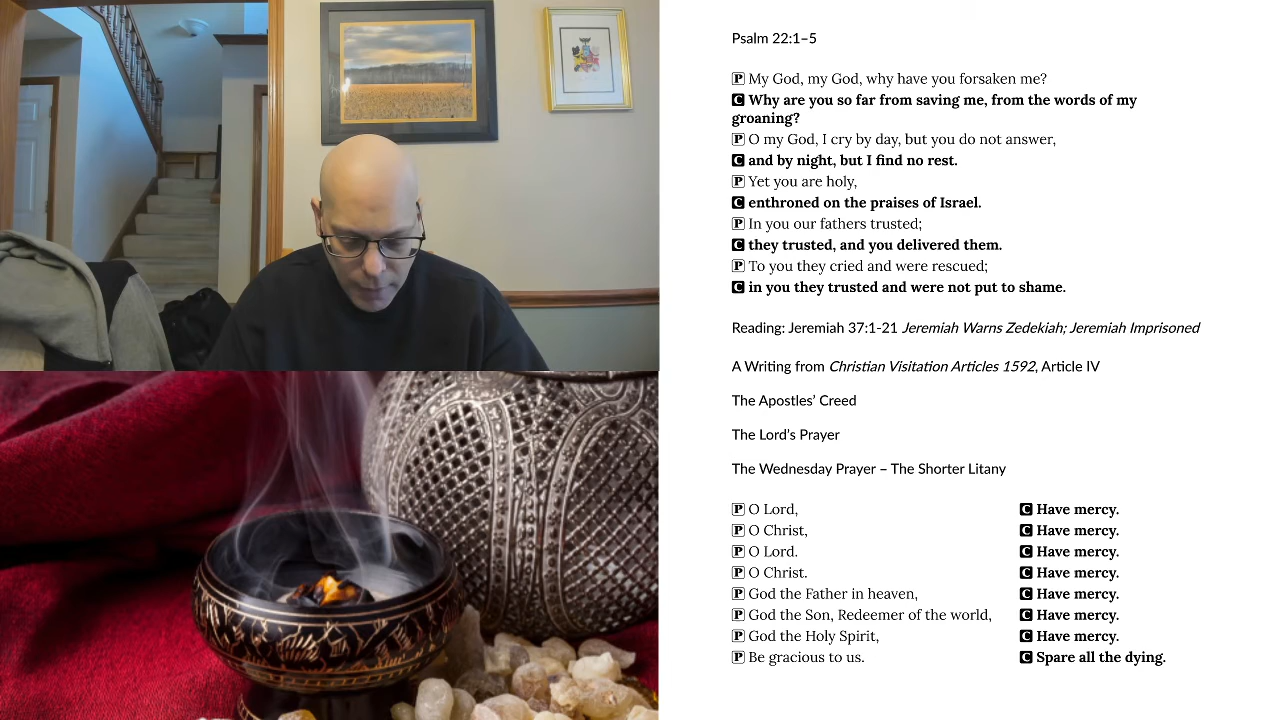 Psalm 22:1–5
P My God, my God, why have you forsaken me?
C Why are you so far from saving me, from the words of my
groaning?
P O my God, I cry by day, but you do not answer,
C and by night, but I find no rest.
P Yet you are holy,
C enthroned on the praises of Israel.
P In you our fathers trusted;
C they trusted, and you delivered them.
P To you they cried and were rescued;
C in you they trusted and were not put to shame.
Reading: Jeremiah 37:1-21 Jeremiah Warns Zedekiah; Jeremiah Imprisoned
A Writing from Christian Visitation Articles 1592, Article IV
The Apostles’ Creed
The Lord’s Prayer
The Wednesday Prayer – The Shorter Litany
P O Lord, C Have mercy.
P O Christ, C Have mercy.
P O Lord. C Have mercy.
P O Christ. C Have mercy.
P God the Father in heaven, C Have mercy.
P God the Son, Redeemer of the world, C Have mercy.
P God the Holy Spirit, C Have mercy.
P Be gracious to us. C Spare all the dying.